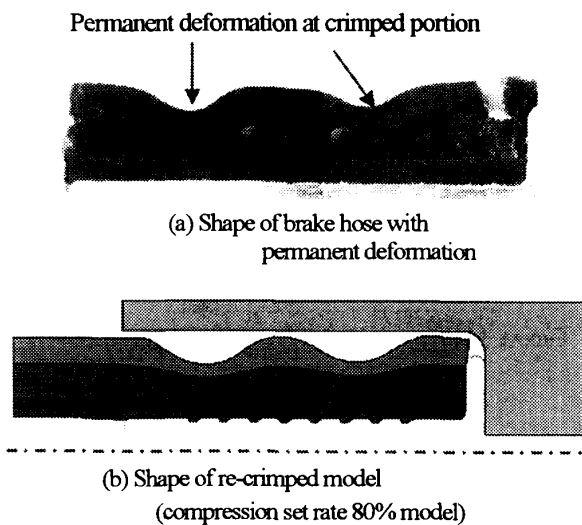 Permanent deformation at crimped portion
(a) Shape of brake hose with
permanent deformation
(b) Shape of re-crimped model
(compression set rate 80% model)